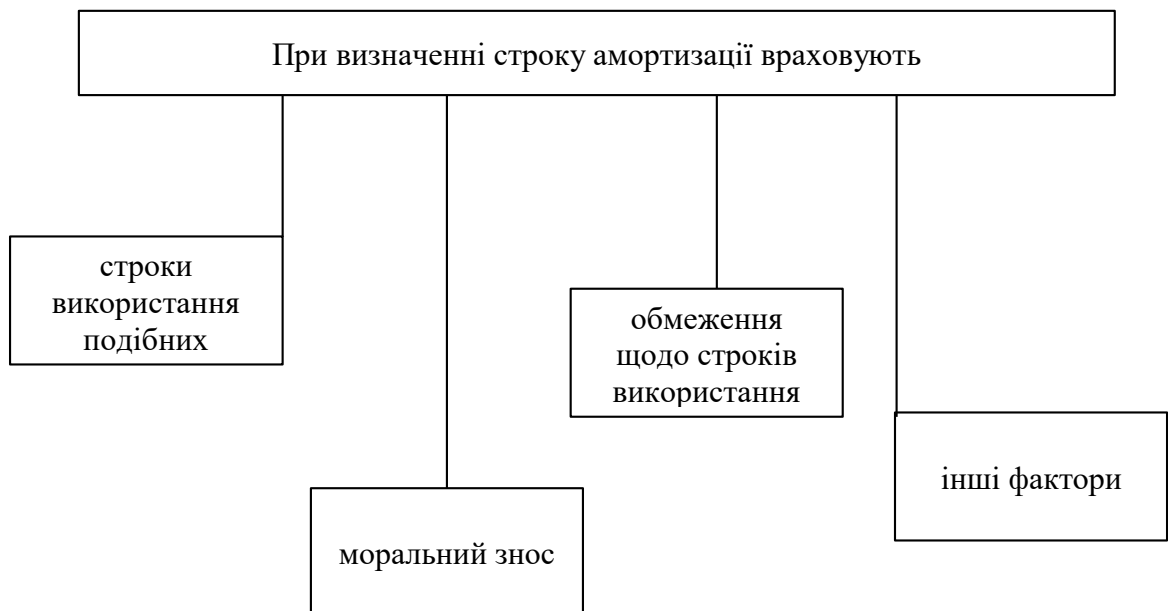 При визначенні строку амортизації враховують
строки
використання
подібних
моральний знос
обмеження
щодо строків
використання
інші фактори